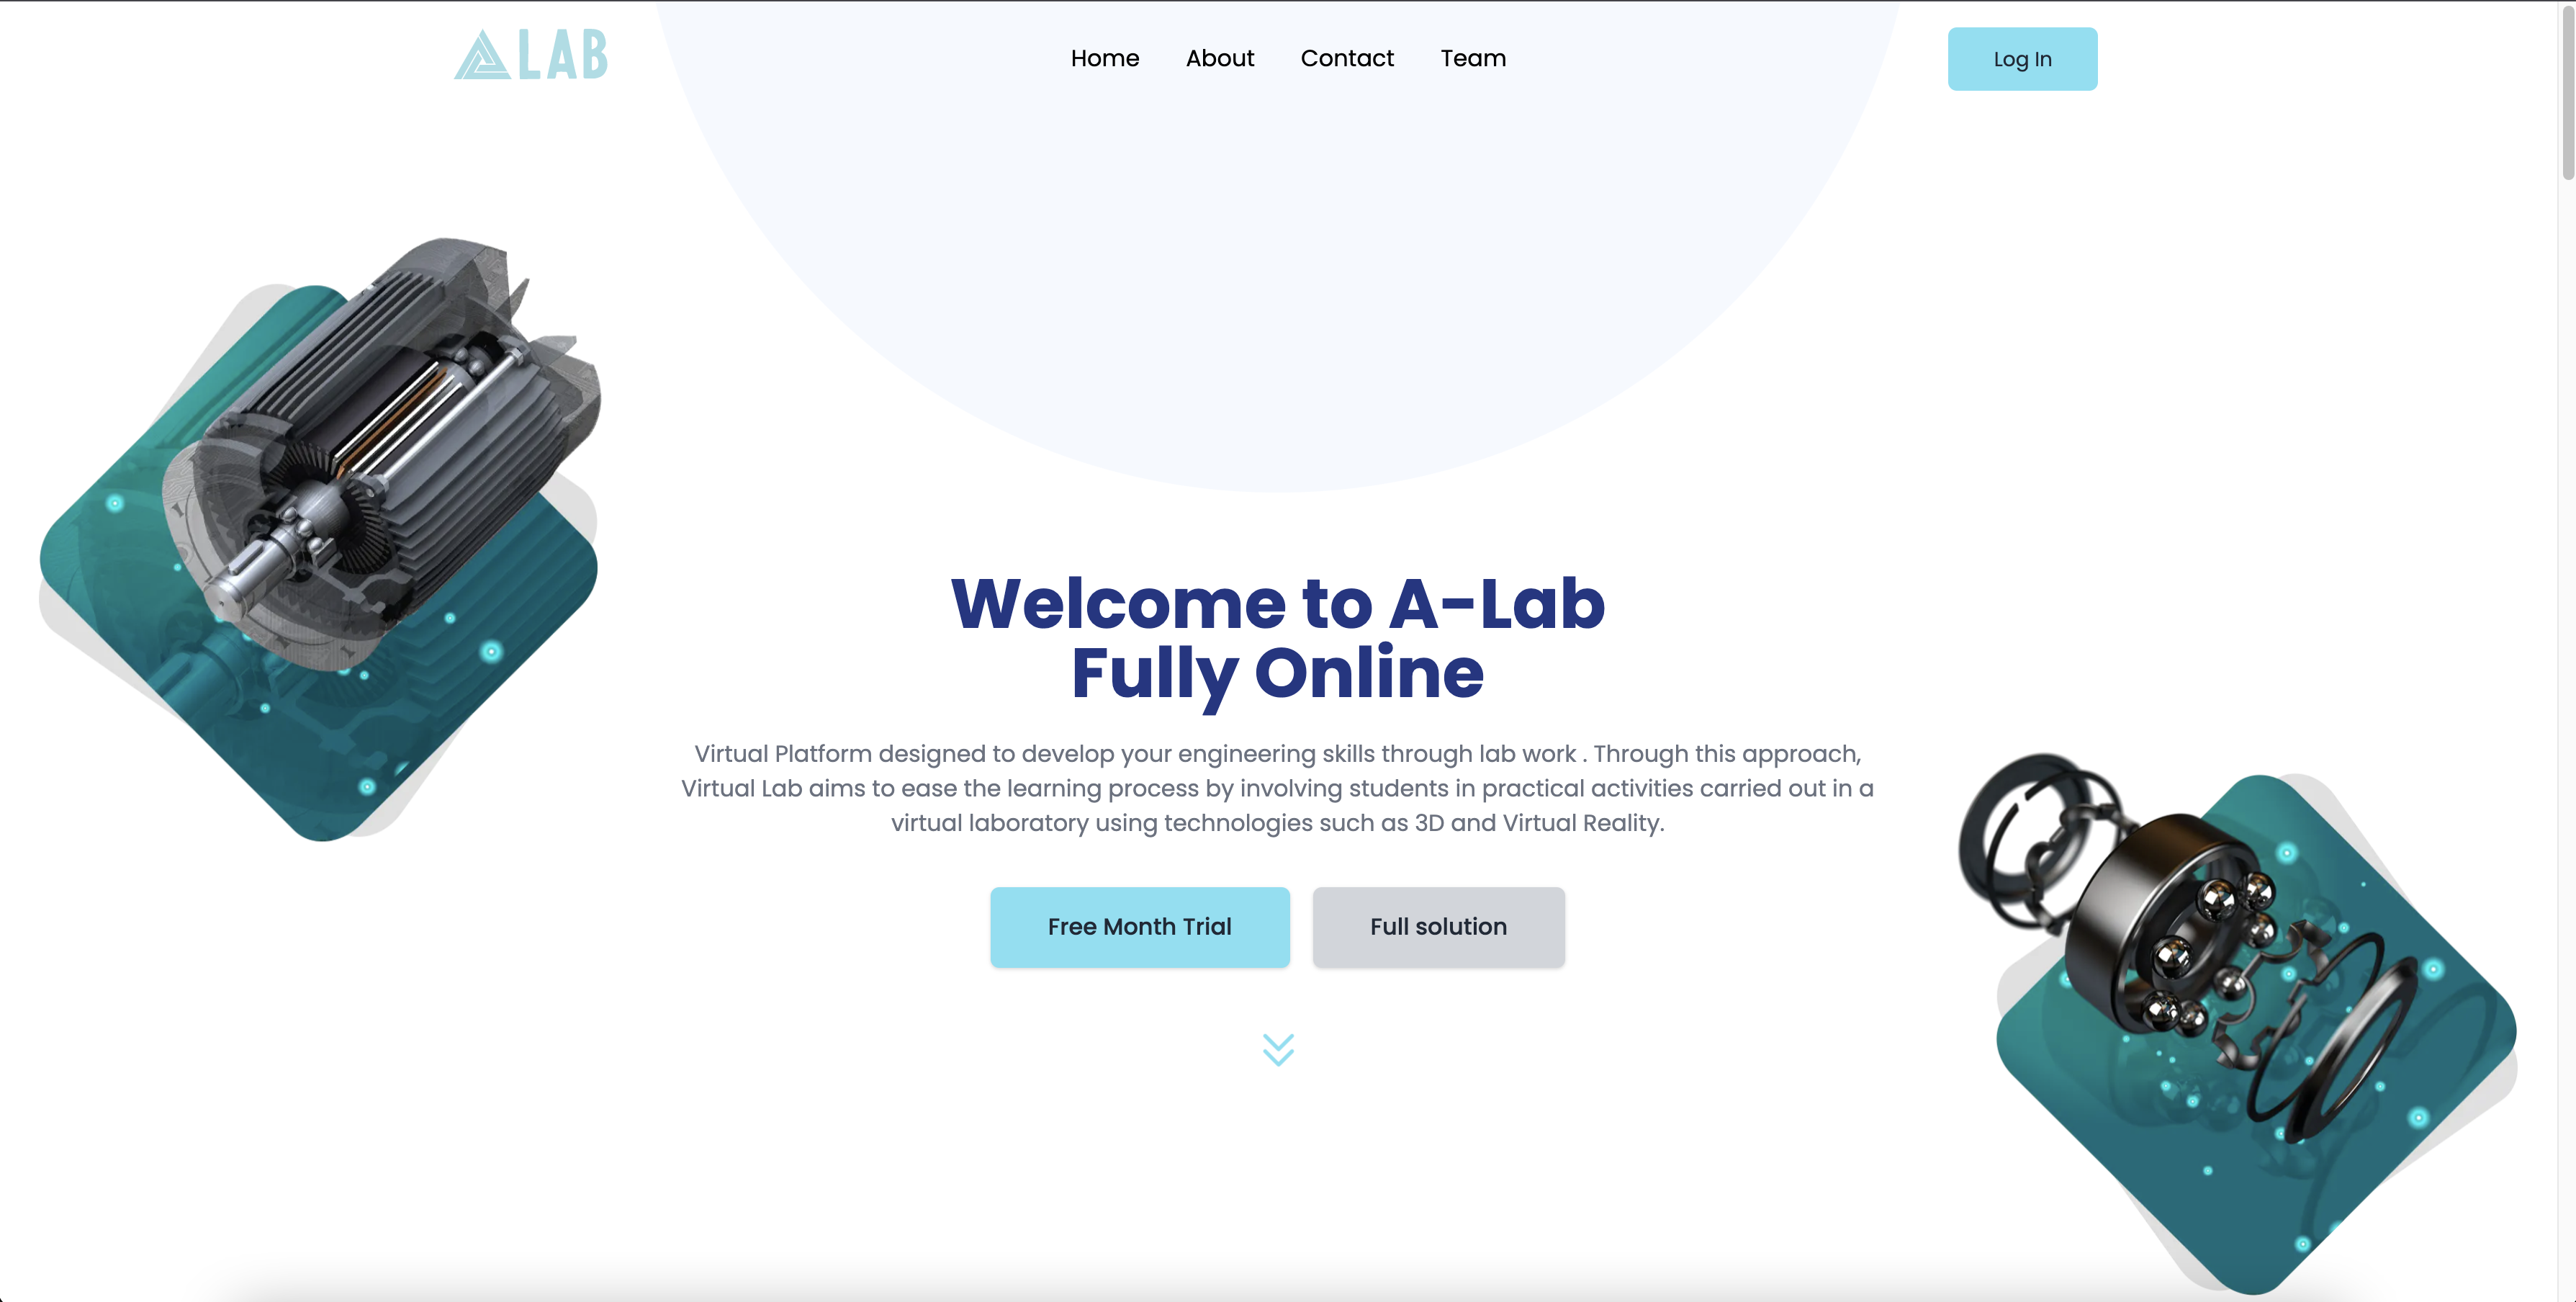 LAB
Home About Contact Team
Log In
Welcome to A-Lab
Fully Online
Virtual Platform designed to develop your engineering skills through lab work . Through this approach,
Virtual Lab aims to ease the learning process by involving students in practical activities carried out in a
virtual laboratory using technologies such as 3D and Virtual Reality.
Free Month Trial
Full solution